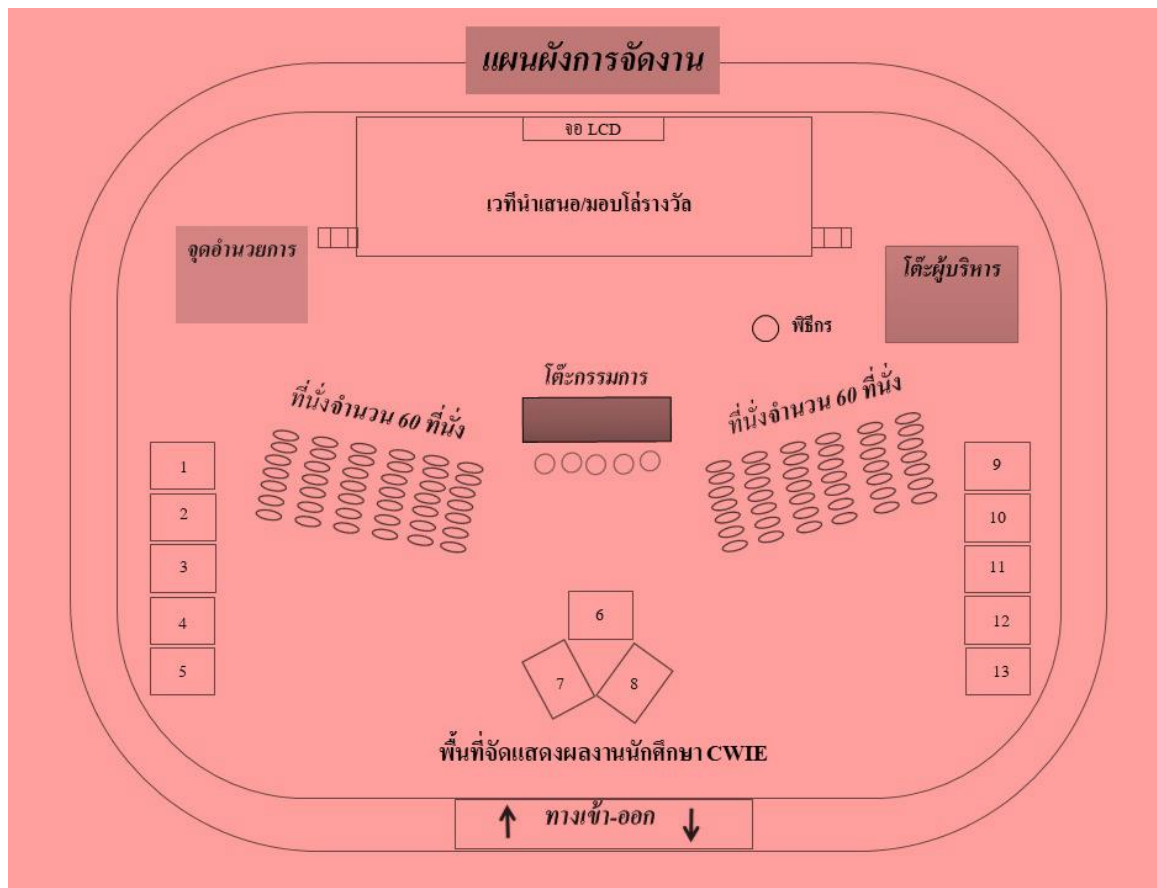 แผนผังการจัดงาน
จอ LCD
เวทีนำเสนอ/มอบโล่รางวัล
จุดอำนวยการ
โต๊ะผู้บริหาร
พิธีกร
โต๊ะกรรมการ
ที่นั่งจำนวน 60 ที่นั่ง
ที่นั่งจำนวน 60 ที่นั่ง
1
2
3
4
5
9
10
11
12
13
6
7
8
พื้นที่จัดแสดงผลงานนักศึกษา CWIE
ทางเข้า-ออก